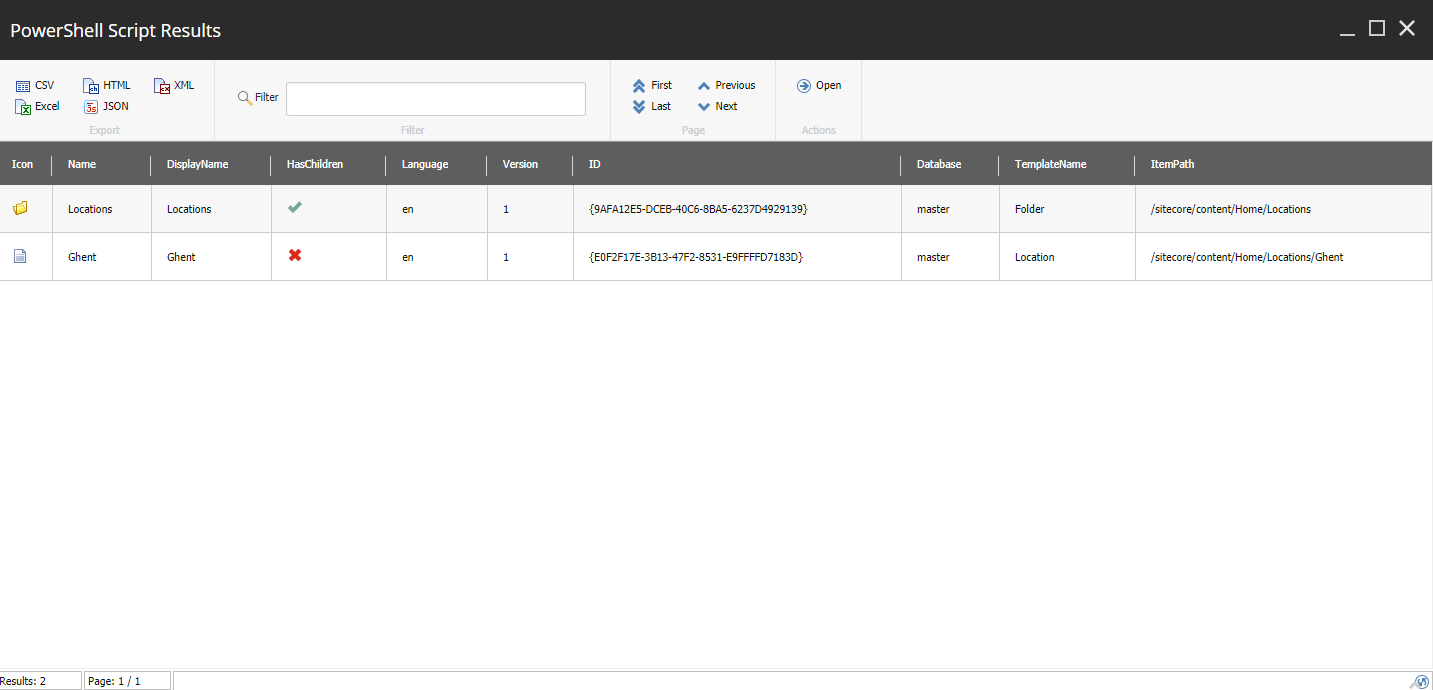 PowerShell Script Results
CSV HTML XML
Excel JSON
Export
Filter
Filter
First Previous
Last Next
Page
Open
Actions
Icon Name DisplayName HasChildren Language Version ID Database TemplateName ItemPath
Locations Locations en 1 {9AFA12E5-DCEB-40C6-8BA5-6237D4929139} master Folder /sitecore/content/Home/Locations
Ghent Ghent en 1 {E0F2F17E-3B13-47F2-8531-E9FFFFD7183D} master Location /sitecore/content/Home/Locations/Ghent
Results: 2 Page: 1 / 1